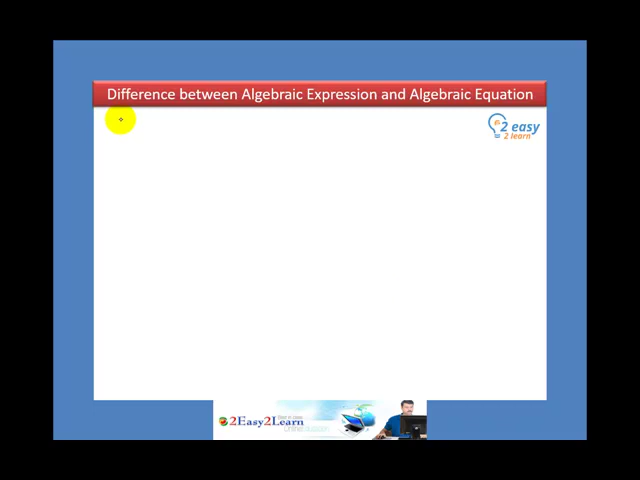 Difference between Algebraic Expression and Algebraic Equation
2 easy
2 learn
2Easy2Learn